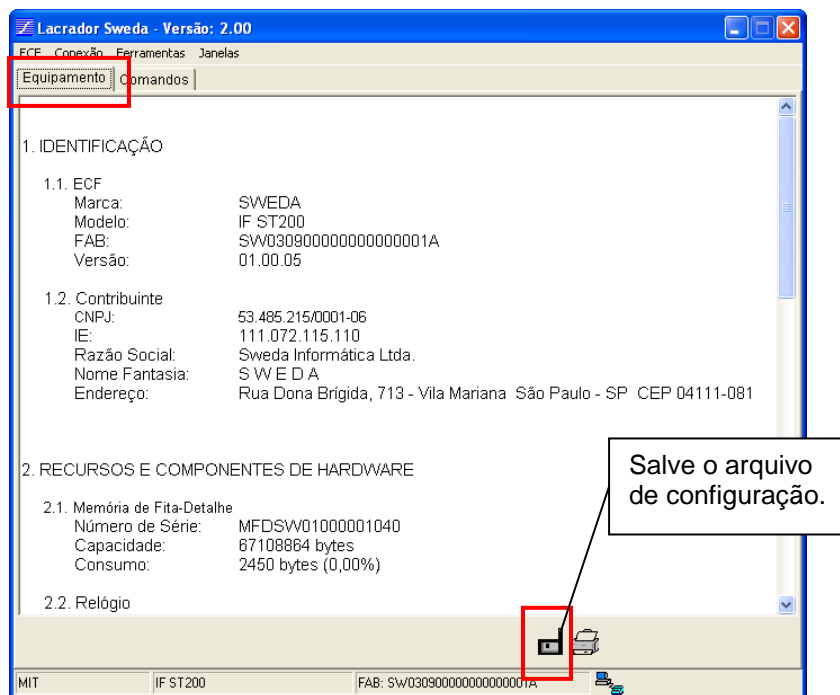 Lacrador Sweda - Versão: 2.00
ECF Conexão Ferramentas Janelas
Equipamento Comandos
1. IDENTIFICAÇÃO
1.1. ECF
Marca: SWEDA
Modelo: IF ST200
FAB: SW030900000000000001A
Versão: 01.00.05
1.2. Contribuinte
CNPJ: 53.485.215/0001-06
IE: 111.072.115.110
Razão Social: Sweda Informática Ltda.
Nome Fantasia: S W E D A
Endereço: Rua Dona Brígida, 713 - Vila Mariana São Paulo - SP CEP 04111-081
2. RECURSOS E COMPONENTES DE HARDWARE
Salve o arquivo
de configuração.
2.1. Memória de Fita-Detalhe
Número de Série: MFDSW01000001040
Capacidade: 67108864 bytes
Consumo: 2450 bytes (0,00%)
2.2. Relógio
MIT IF ST200 FAB: SW030900000000000001A